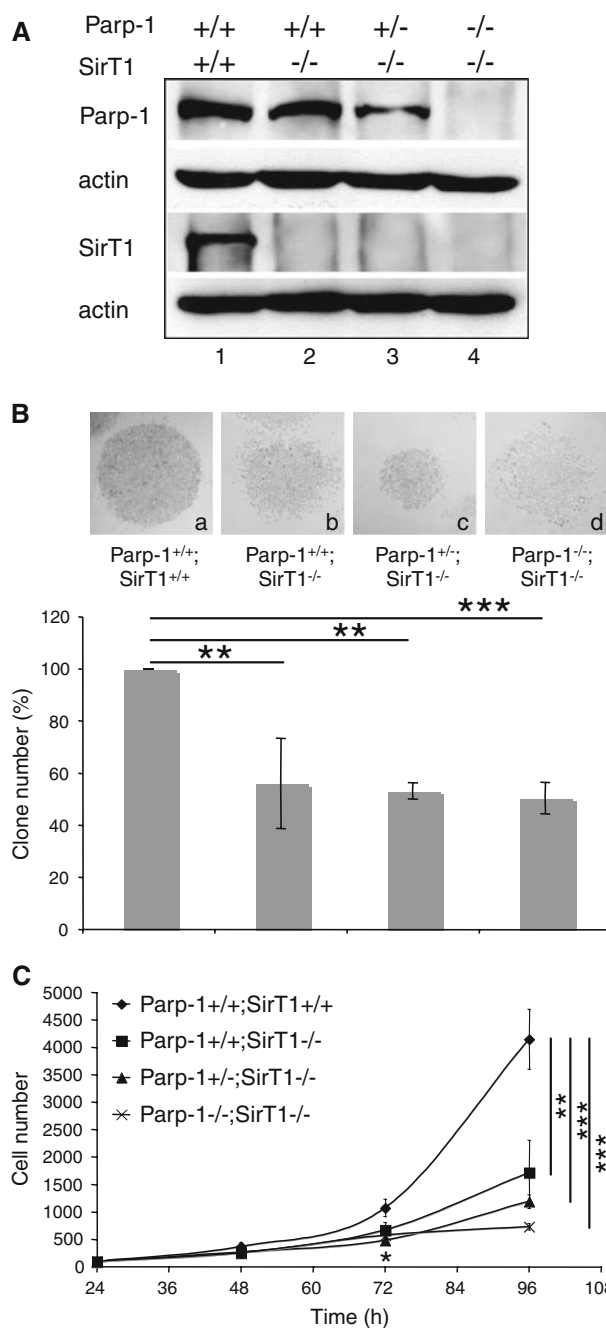 A
Parp-1 +/+ +/+ +/- -/-
SirT1 +/+ -/- -/- -/-
Parp-1
actin
SirT1
actin
1 2 3 4
B
a b c d
Parp-1+/+; Parp-1+/+; Parp-1+/-; Parp-1-/-;
SirT1+/+ SirT1-/- SirT1-/- SirT1-/-
120
100
80
60
40
20
0
Clone number (%)
***
**
**
C
5000
4500
4000
3500
3000
2500
2000
1500
1000
500
0
Cell number
Parp-1+/+;SirT1+/+
Parp-1+/+;SirT1-/-
Parp-1+/-;SirT1-/-
Parp-1-/-;SirT1-/-
**
***
***
*
24 36 48 60 72 84 96 108
Time (h)